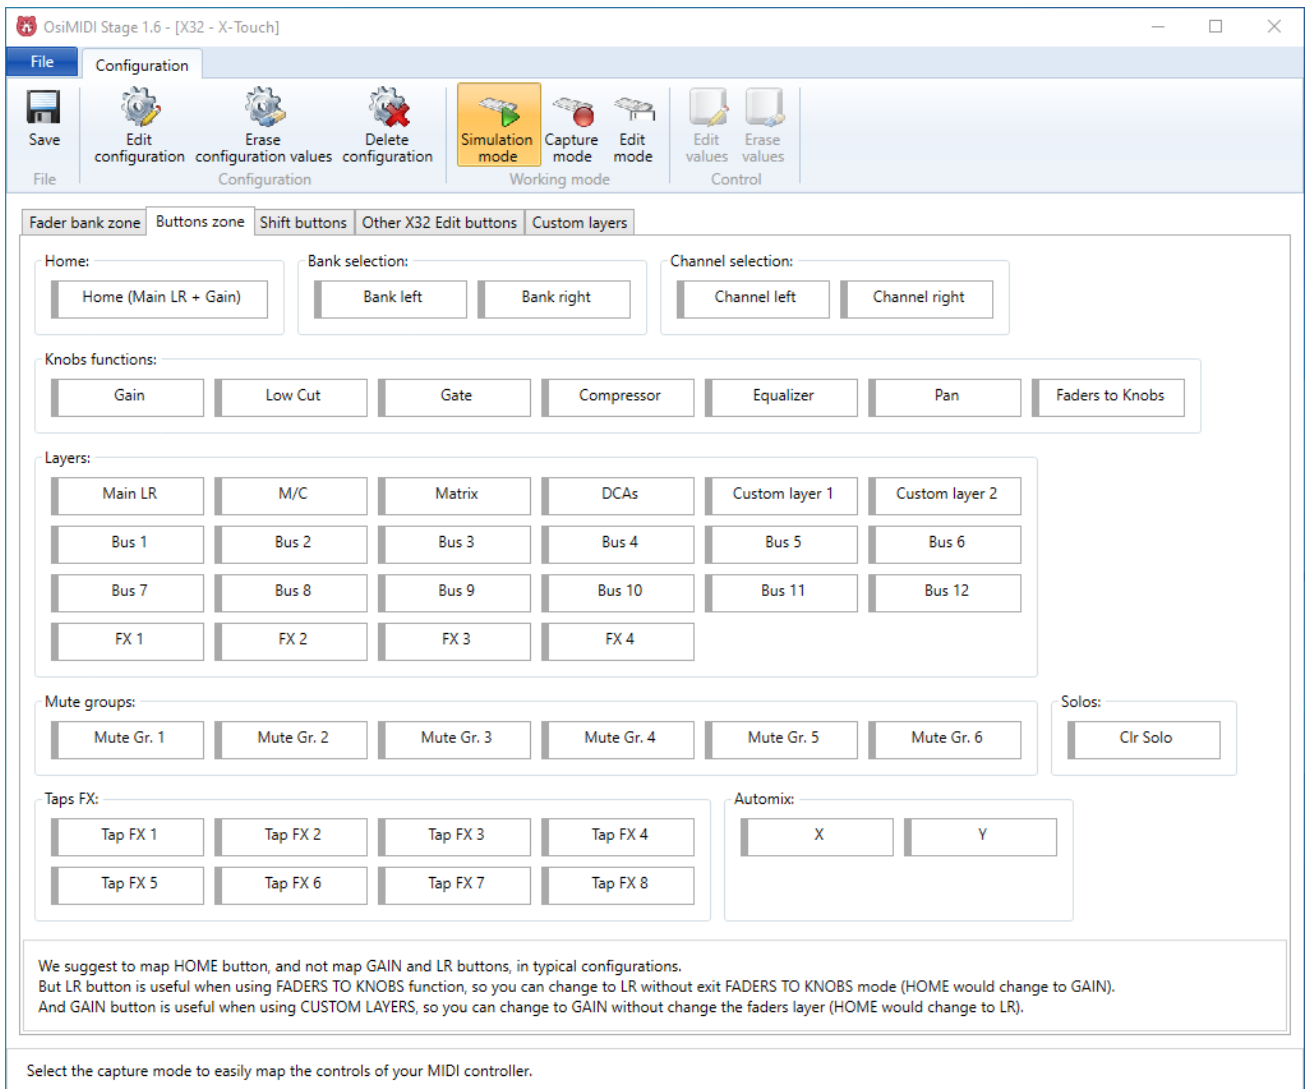 OsiMIDI Stage 1.6 - [X32 - X-Touch]
File Configuration
Save Edit configuration Erase configuration values Delete configuration Simulation mode Capture mode Edit mode Edit values Erase values
File Configuration Working mode Control
Fader bank zone Buttons zone Shift buttons Other X32 Edit buttons Custom layers
Home: Bank selection: Channel selection:
Home (Main LR + Gain) Bank left Bank right Channel left Channel right
Knobs functions:
Gain Low Cut Gate Compressor Equalizer Pan Faders to Knobs
Layers:
Main LR M/C Matrix DCAs Custom layer 1 Custom layer 2
Bus 1 Bus 2 Bus 3 Bus 4 Bus 5 Bus 6
Bus 7 Bus 8 Bus 9 Bus 10 Bus 11 Bus 12
FX 1 FX 2 FX 3 FX 4
Mute groups: Solos:
Mute Gr. 1 Mute Gr. 2 Mute Gr. 3 Mute Gr. 4 Mute Gr. 5 Mute Gr. 6 Clr Solo
Taps FX: Automix:
Tap FX 1 Tap FX 2 Tap FX 3 Tap FX 4 X Y
Tap FX 5 Tap FX 6 Tap FX 7 Tap FX 8
We suggest to map HOME button, and not map GAIN and LR buttons, in typical configurations.
But LR button is useful when using FADERS TO KNOBS function, so you can change to LR without exit FADERS TO KNOBS mode (HOME would change to GAIN).
And GAIN button is useful when using CUSTOM LAYERS, so you can change to GAIN without change the faders layer (HOME would change to LR).
Select the capture mode to easily map the controls of your MIDI controller.